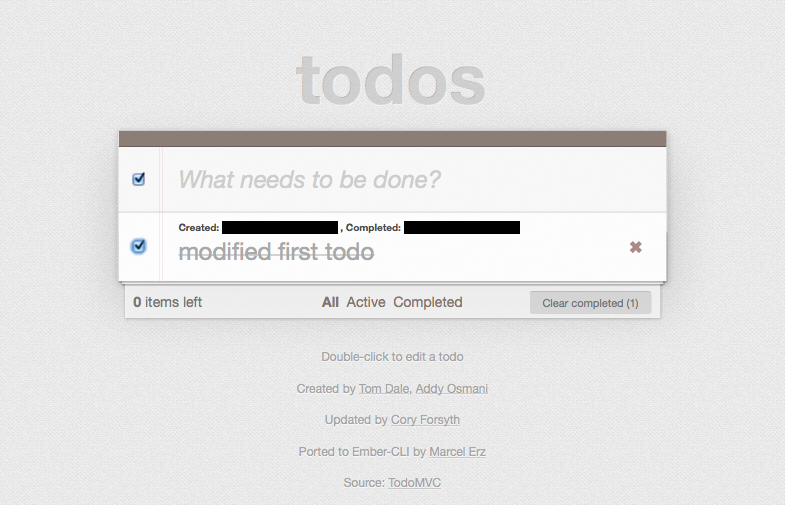 todos
What needs to be done?
Created: , Completed:
modified first todo
0 items left All Active Completed Clear completed (1)
Double-click to edit a todo
Created by Tom Dale, Addy Osmani
Updated by Cory Forsyth
Ported to Ember-CLI by Marcel Erz
Source: TodoMVC